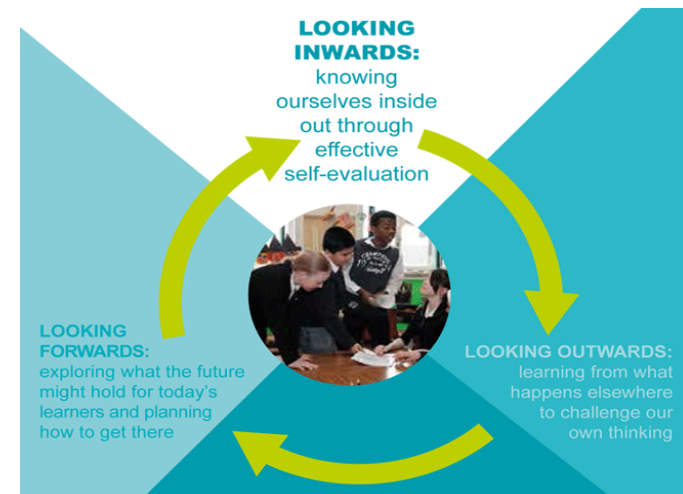 LOOKING
INWARDS:
knowing
ourselves inside
out through
effective
self-evaluation
LOOKING OUTWARDS:
learning from what
happens elsewhere
to challenge our
own thinking
LOOKING
FORWARDS:
exploring what the future
might hold for today's
learners and planning
how to get there